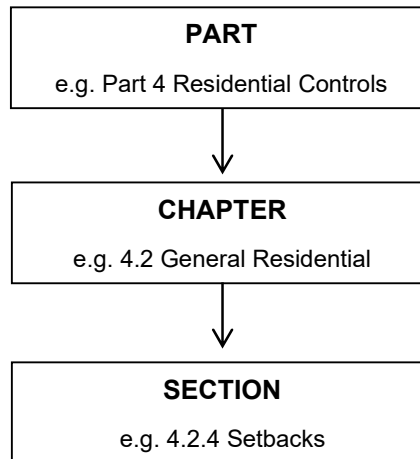 PART
e.g. Part 4 Residential Controls
CHAPTER
e.g. 4.2 General Residential
SECTION
e.g. 4.2.4 Setbacks